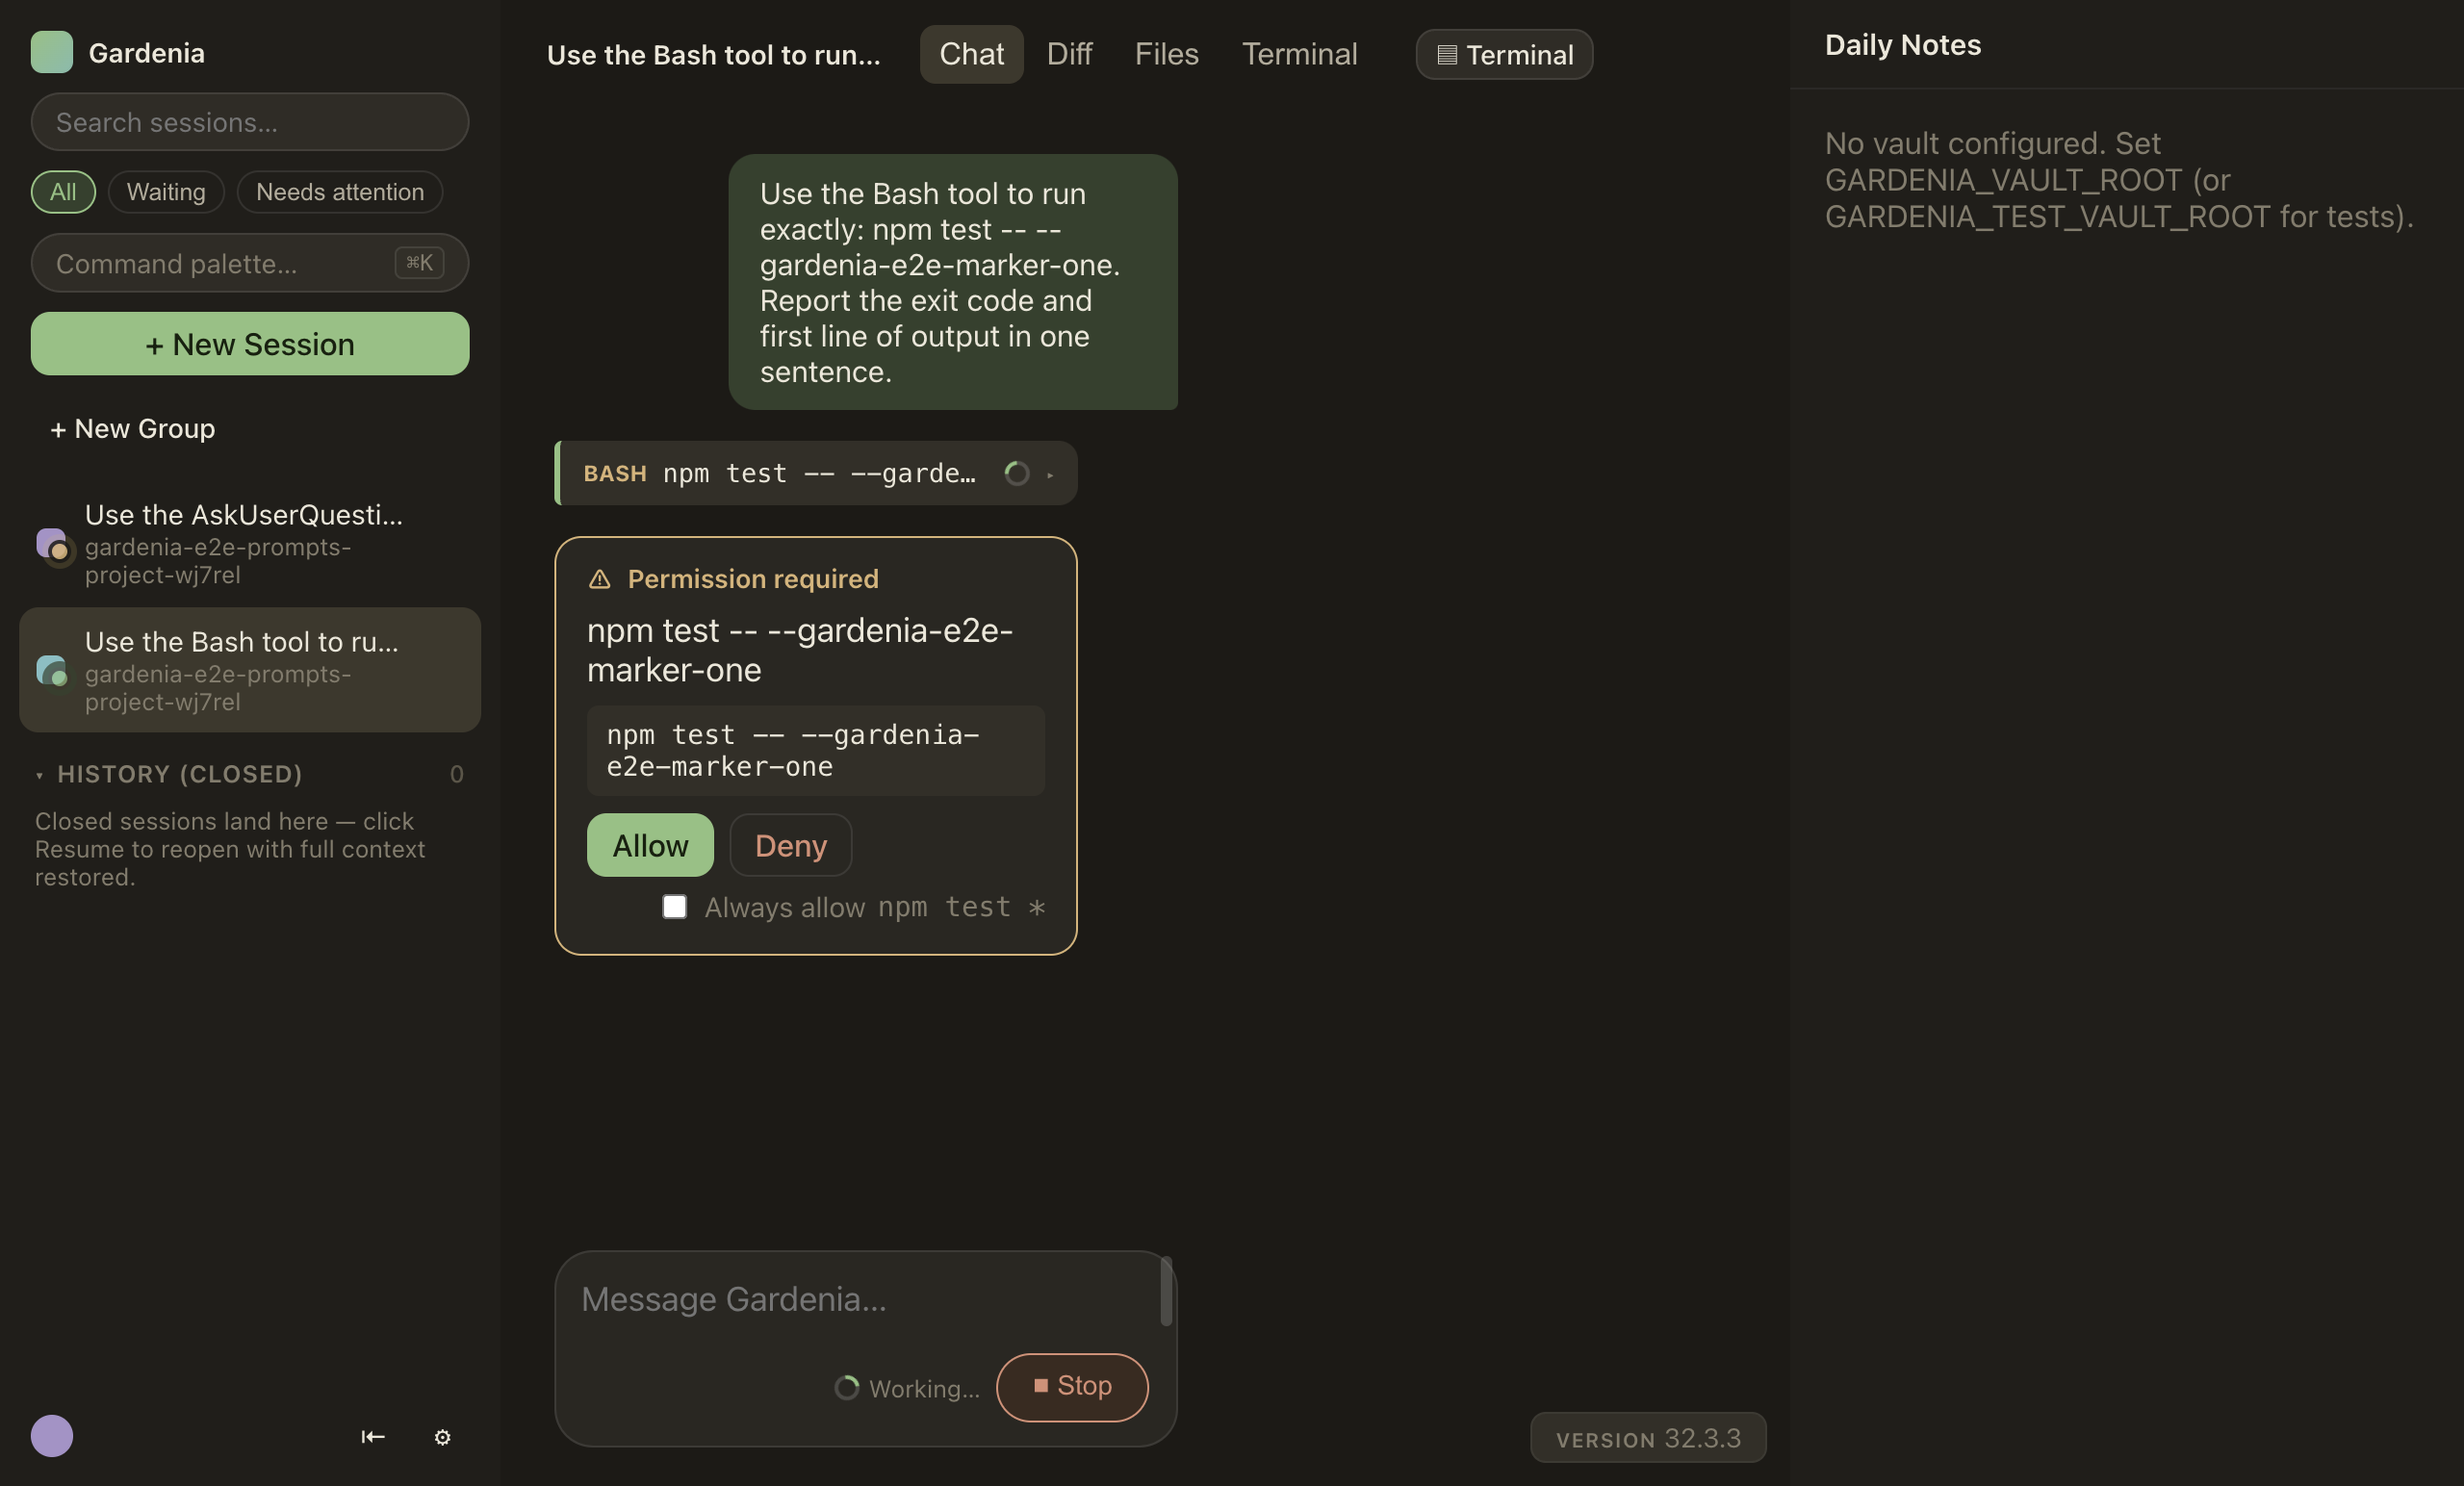 Gardenia
Search sessions...
All
Waiting
Needs attention
Command palette...
⌘K
+ New Session
+ New Group
Use the AskUserQuesti...
gardenia-e2e-prompts-
project-wj7rel
Use the Bash tool to ru...
gardenia-e2e-prompts-
project-wj7rel
HISTORY (CLOSED)
0
Closed sessions land here — click
Resume to reopen with full context
restored.
Use the Bash tool to run...
Chat
Diff
Files
Terminal
Terminal
Use the Bash tool to run
exactly: npm test -- --
gardenia-e2e-marker-one.
Report the exit code and
first line of output in one
sentence.
BASH npm test -- --garde…
Permission required
npm test -- --gardenia-e2e-
marker-one
npm test -- --gardenia-
e2e-marker-one
Allow
Deny
Always allow npm test *
Message Gardenia...
Working...
Stop
VERSION 32.3.3
Daily Notes
No vault configured. Set
GARDENIA_VAULT_ROOT (or
GARDENIA_TEST_VAULT_ROOT for tests).